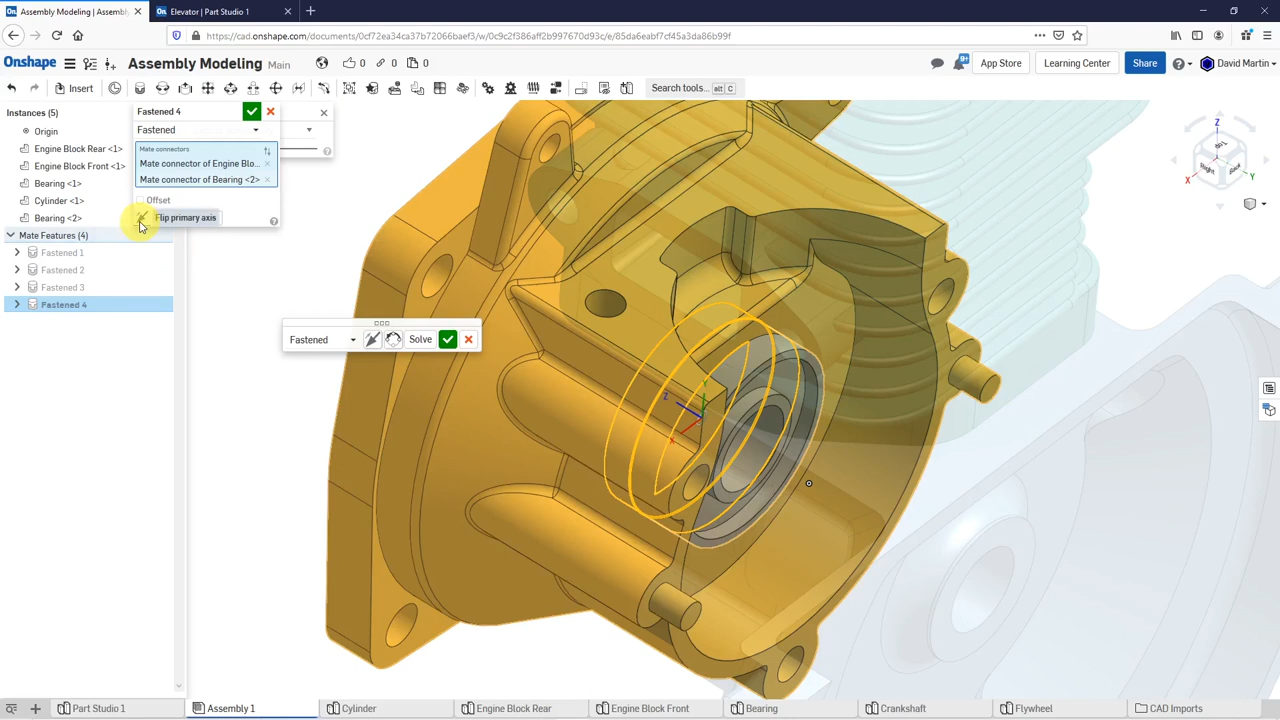 Assembly Modeling | Assembly
Elevator | Part Studio 1
https://cad.onshape.com/documents/0cf72ea34ca37b72066baef3/w/0c9c2f386fbf2992b7670d93c/e/85da6eabf7cf45a3da86b99f
Onshape
Assembly Modeling Main
0
0
0
9+
App Store
Learning Center
Share
David Martin
Insert
Search tools... alt C
Instances (5)
Fastened 4
Origin
Fastened
Engine Block Rear <1>
Mate connectors
Engine Block Front <1>
Mate connector of Engine Blo...
Bearing <1>
Mate connector of Bearing <2>
Cylinder <1>
Offset
Bearing <2>
Flip primary axis
Mate Features (4)
Fastened 1
Fastened 2
Fastened 3
Fastened 4
Fastened
Solve
Z
X
Y
Z
Back
X
Y
Part Studio 1
Assembly 1
Cylinder
Engine Block Rear
Engine Block Front
Bearing
Crankshaft
Flywheel
CAD Imports